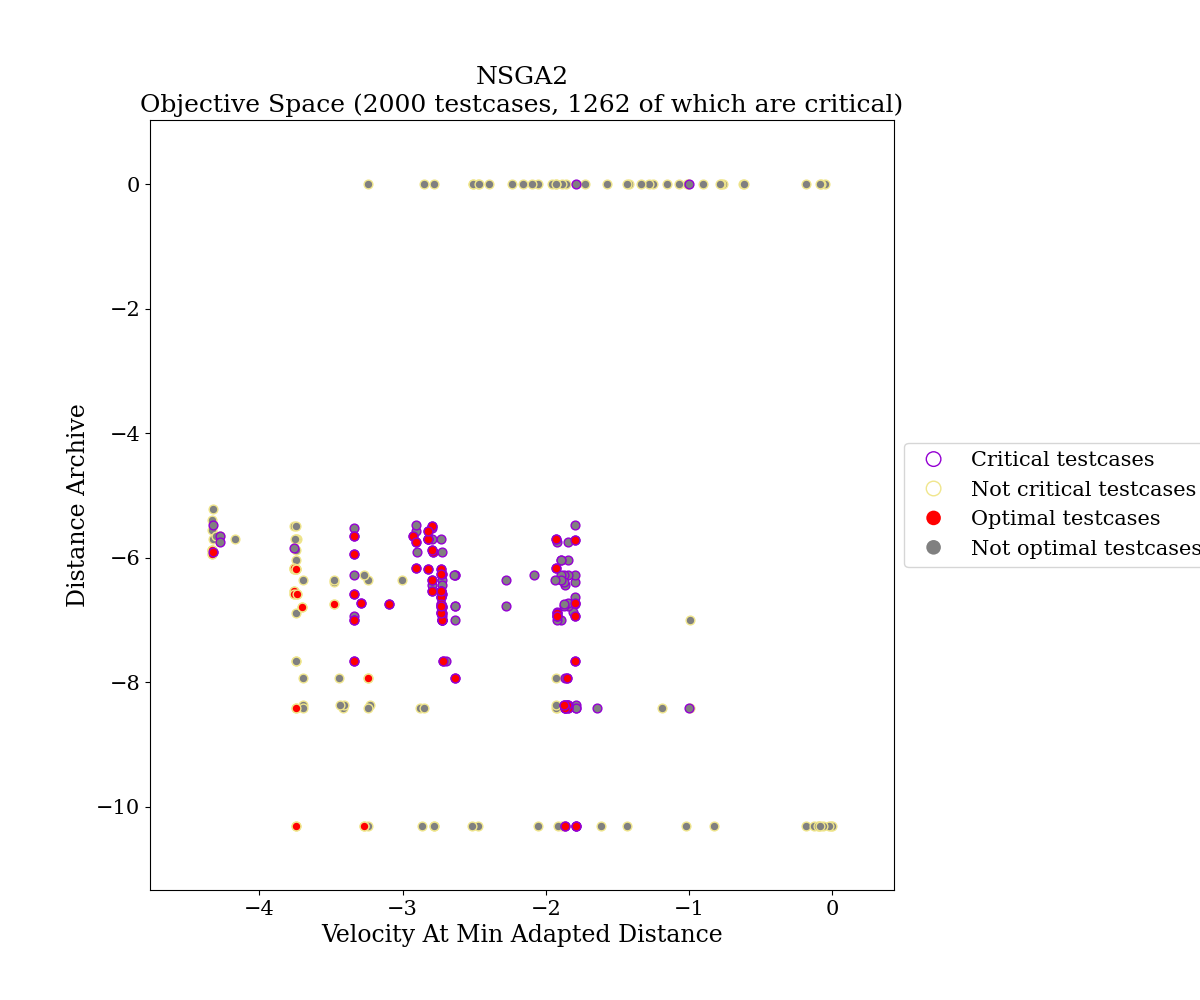 NSGA2
Objective Space (2000 testcases, 1262 of which are critical)
0
−2
−4
−6
−8
−10
Distance Archive
−4
−3
−2
−1
0
Velocity At Min Adapted Distance
Critical testcases
Not critical testcases
Optimal testcases
Not optimal testcases